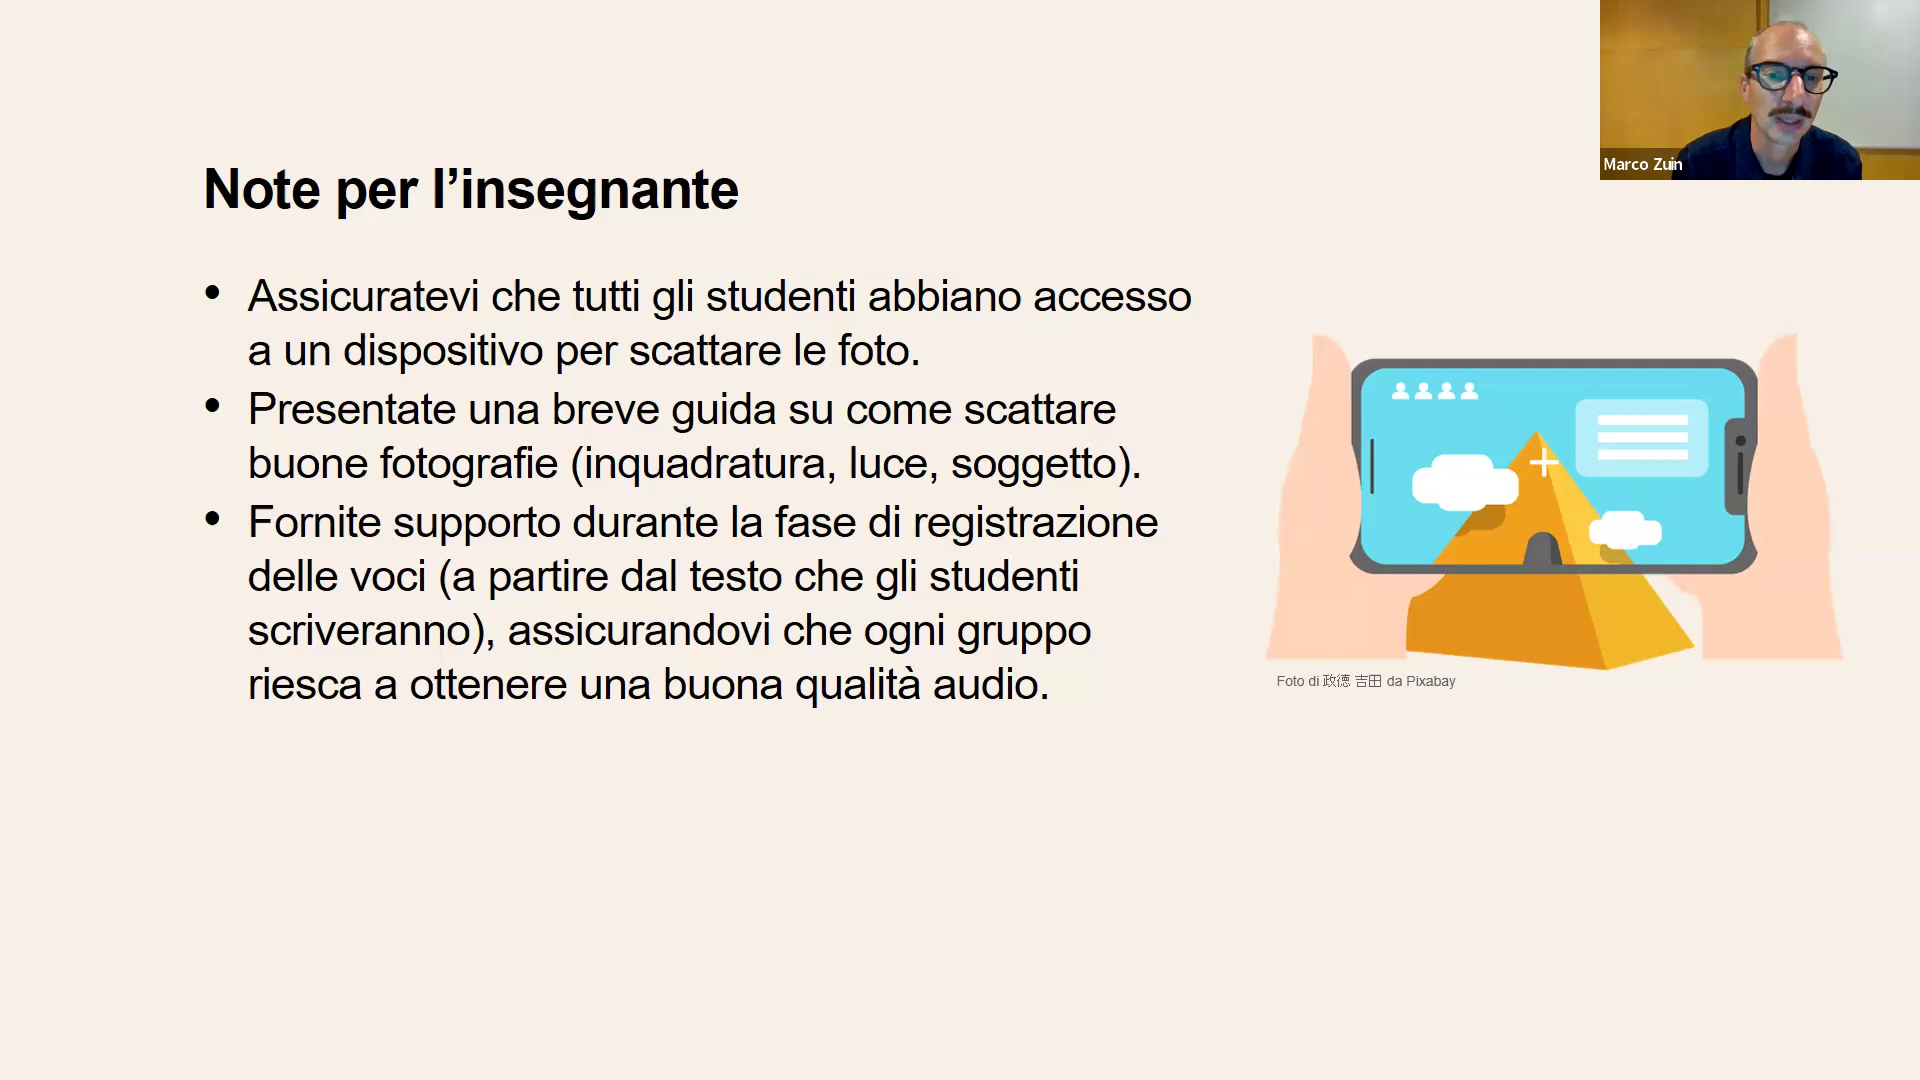 Marco Zuin
Note per l’insegnante
• Assicuratevi che tutti gli studenti abbiano accesso
a un dispositivo per scattare le foto.
• Presentate una breve guida su come scattare
buone fotografie (inquadratura, luce, soggetto).
• Fornite supporto durante la fase di registrazione
delle voci (a partire dal testo che gli studenti
scriveranno), assicurandovi che ogni gruppo
riesca a ottenere una buona qualità audio.
Foto di 政徳 吉田 da Pixabay